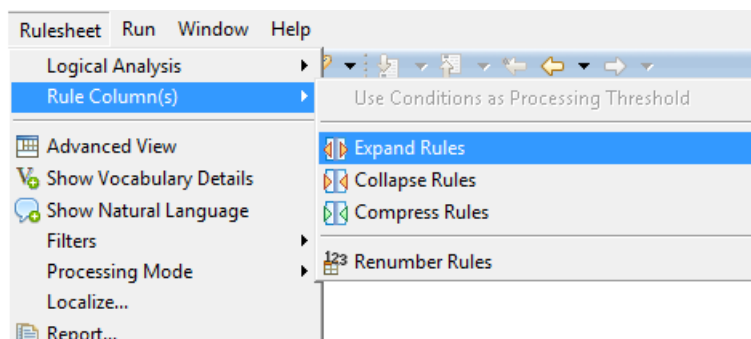 Rulesheet Run Window Help
Logical Analysis
Rule Column(s)
Use Conditions as Processing Threshold
Advanced View
Expand Rules
Show Vocabulary Details
Collapse Rules
Show Natural Language
Compress Rules
Filters
Processing Mode
123 Renumber Rules
Localize...
Report...